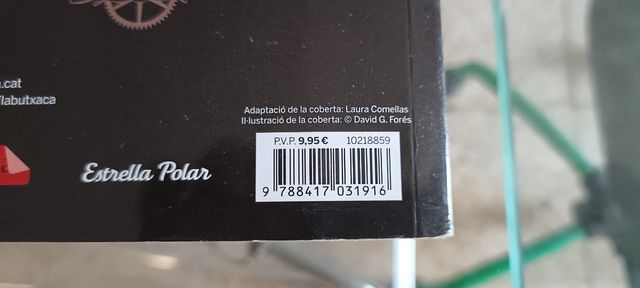 .cat
labutxaca
Adaptació de la coberta: Laura Comellas
Il·lustració de la coberta: © David G. Forés
P.V.P. 9,95 € 10218859
Estrella Polar
9 788417 031916